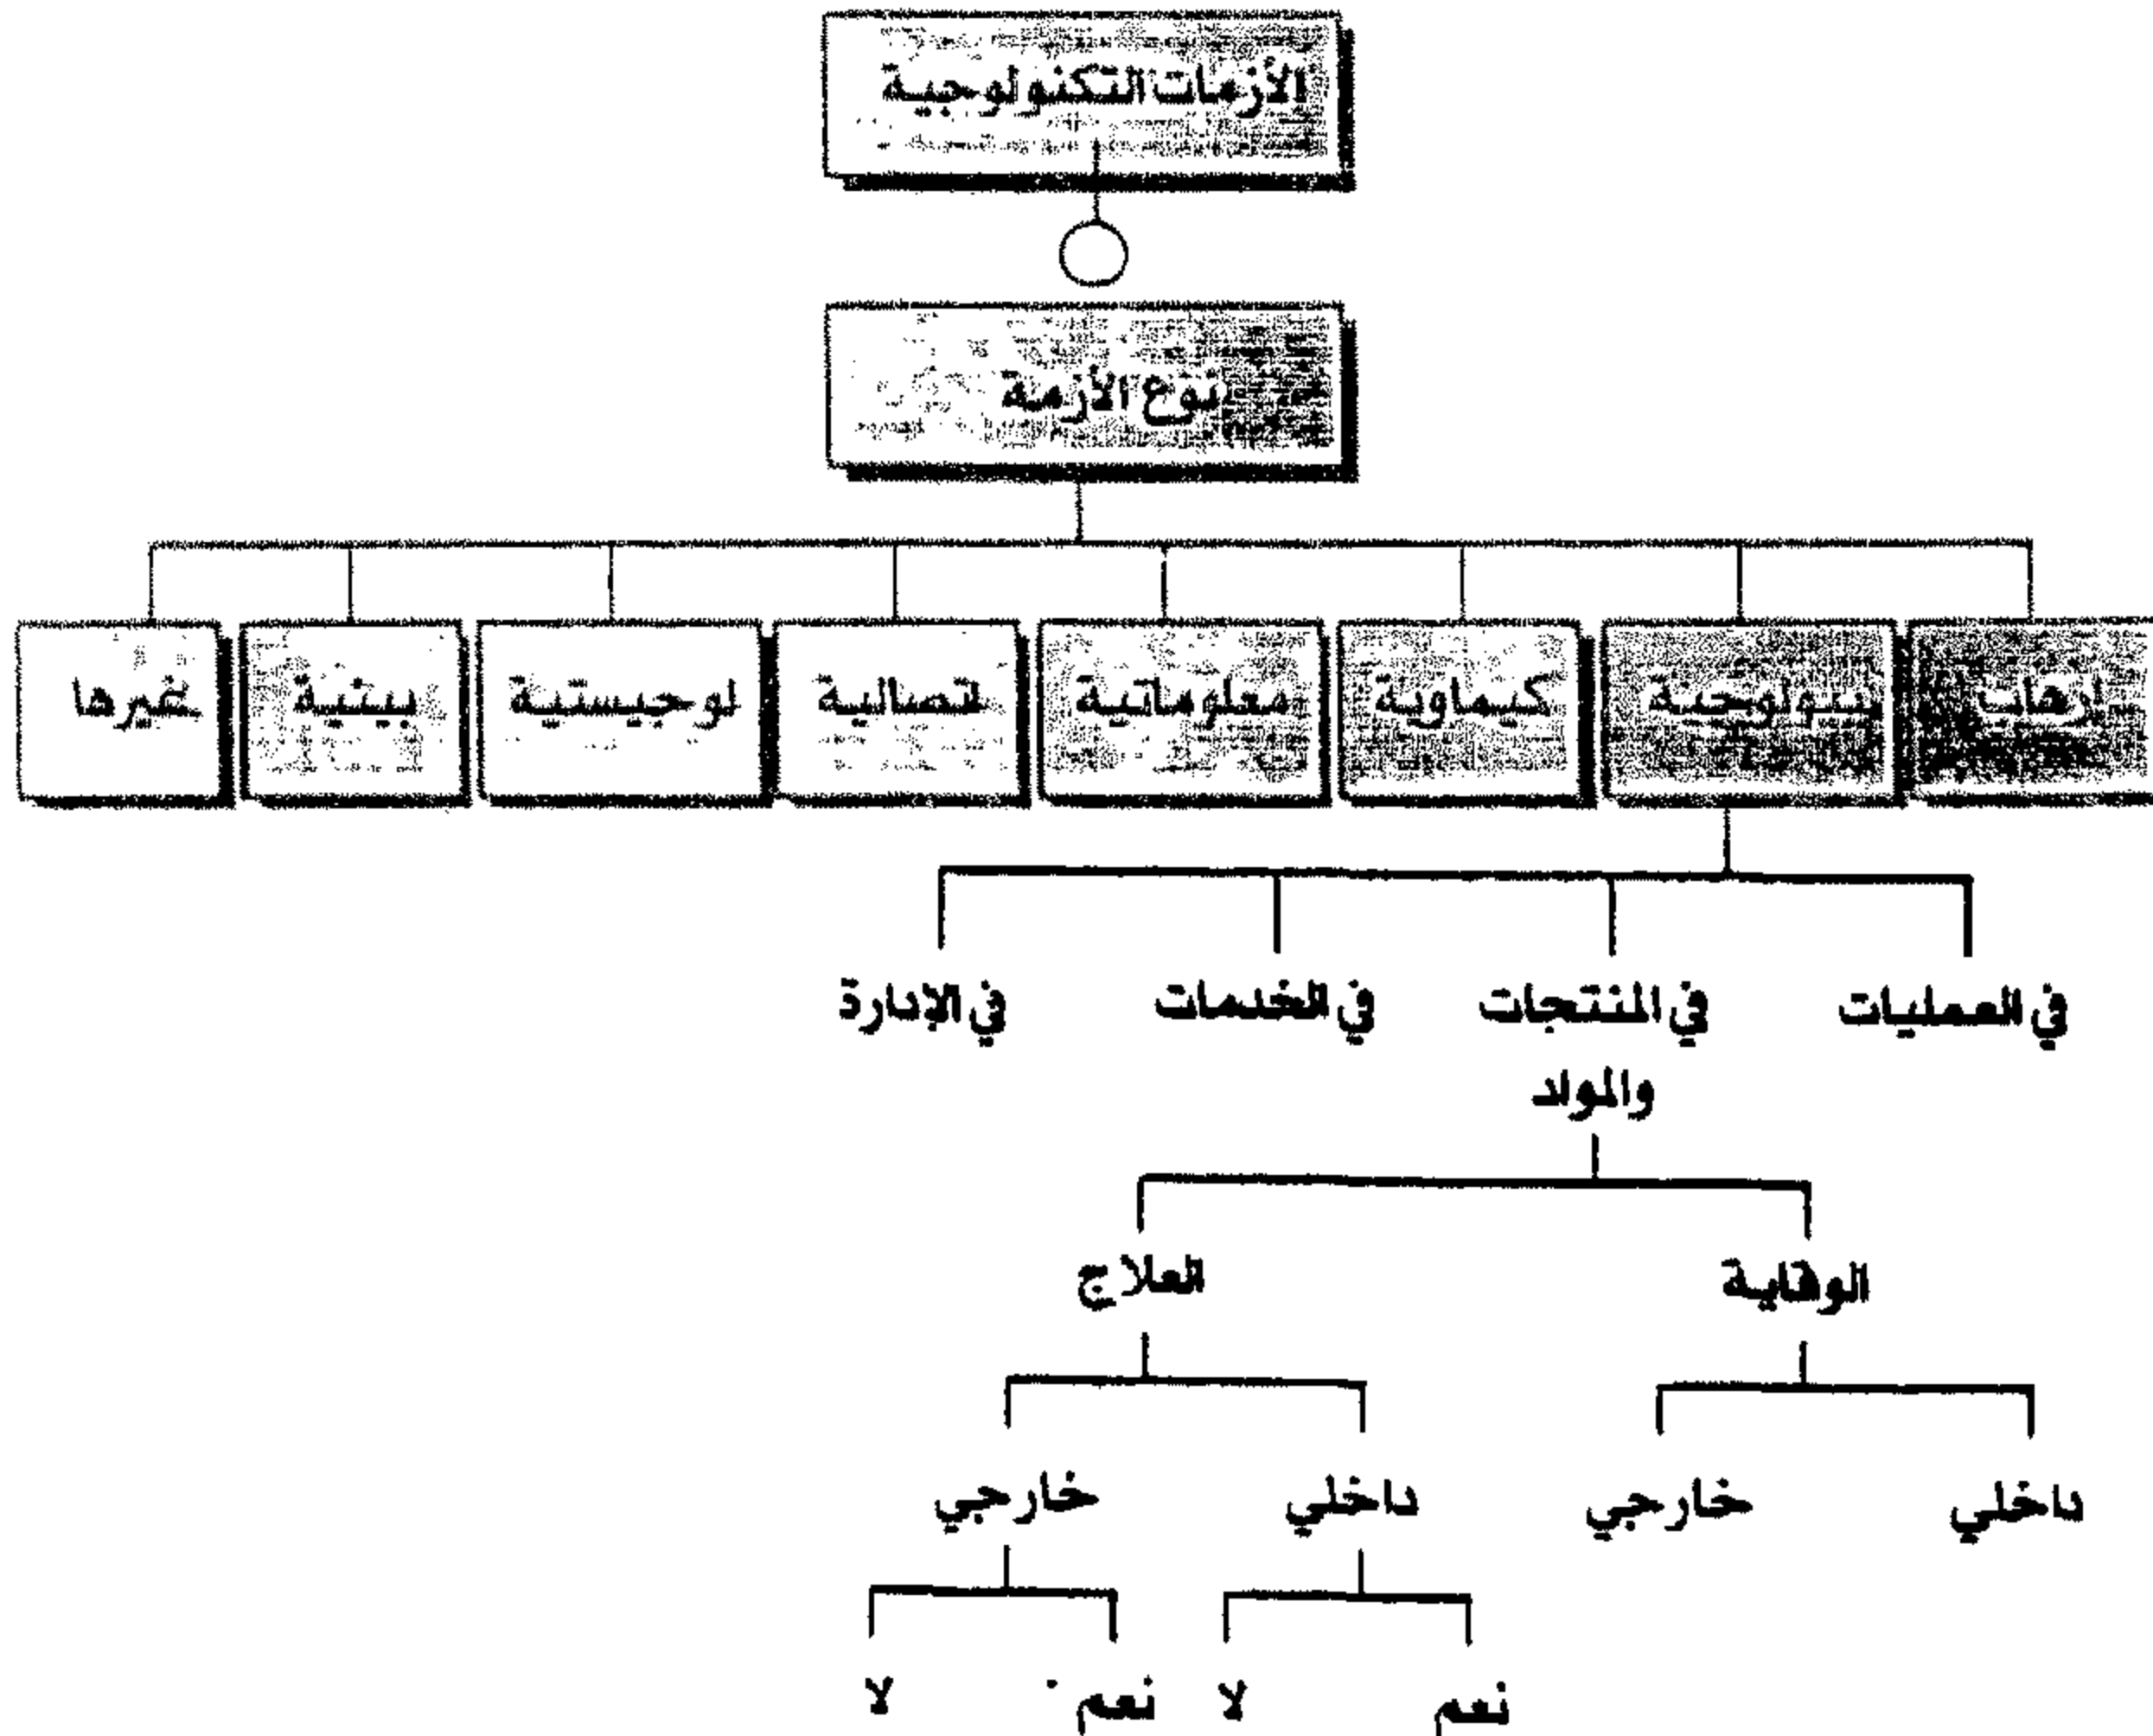 الأزمات التكنولوجية
نوع الأزمة
إرهاب
بيولوجية
كيماوية
معلوماتية
اتصالية
لوجيستية
بيئية
غيرها
في العمليات
في المنتجات
والمواد
في الخدمات
في الإدارة
الوقاية
العلاج
داخلي
خارجي
داخلي
خارجي
نعم
لا
نعم
لا